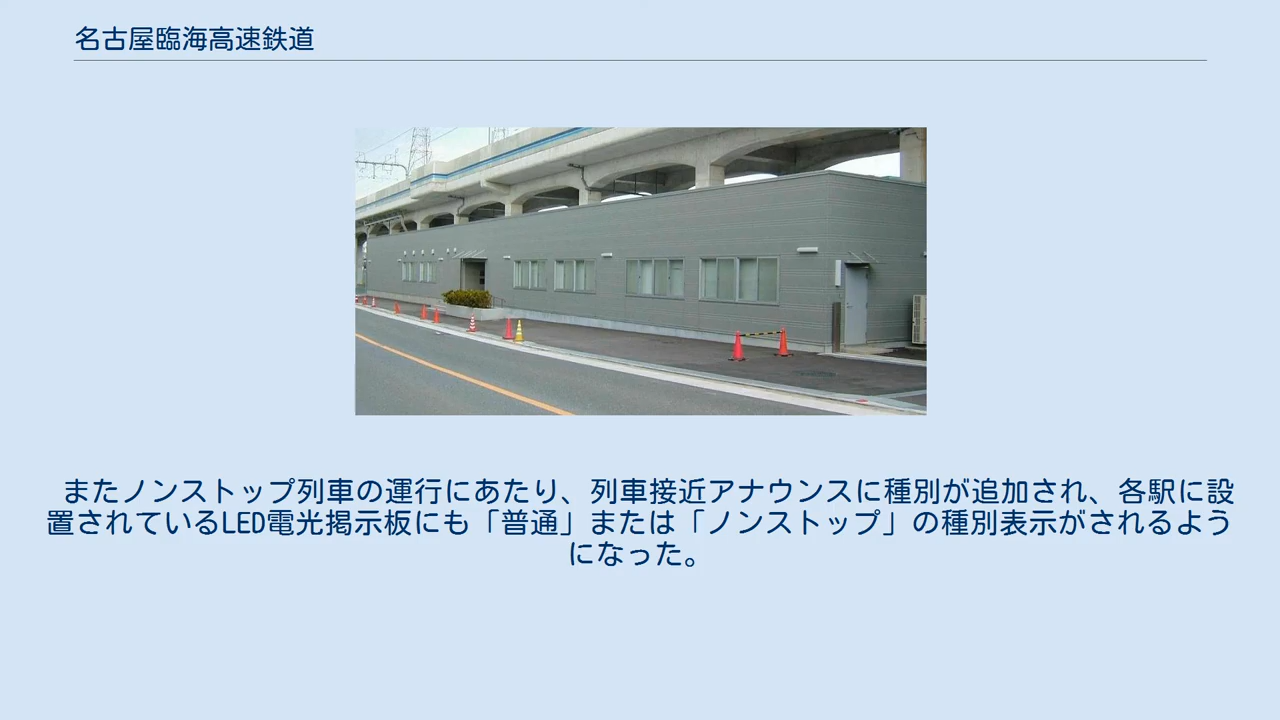 名古屋臨海高速鉄道
またノンストップ列車の運行にあたり、列車接近アナウンスに種別が追加され、各駅に設
置されているLED電光掲示板にも「普通」または「ノンストップ」の種別表示がされるよう
になった。